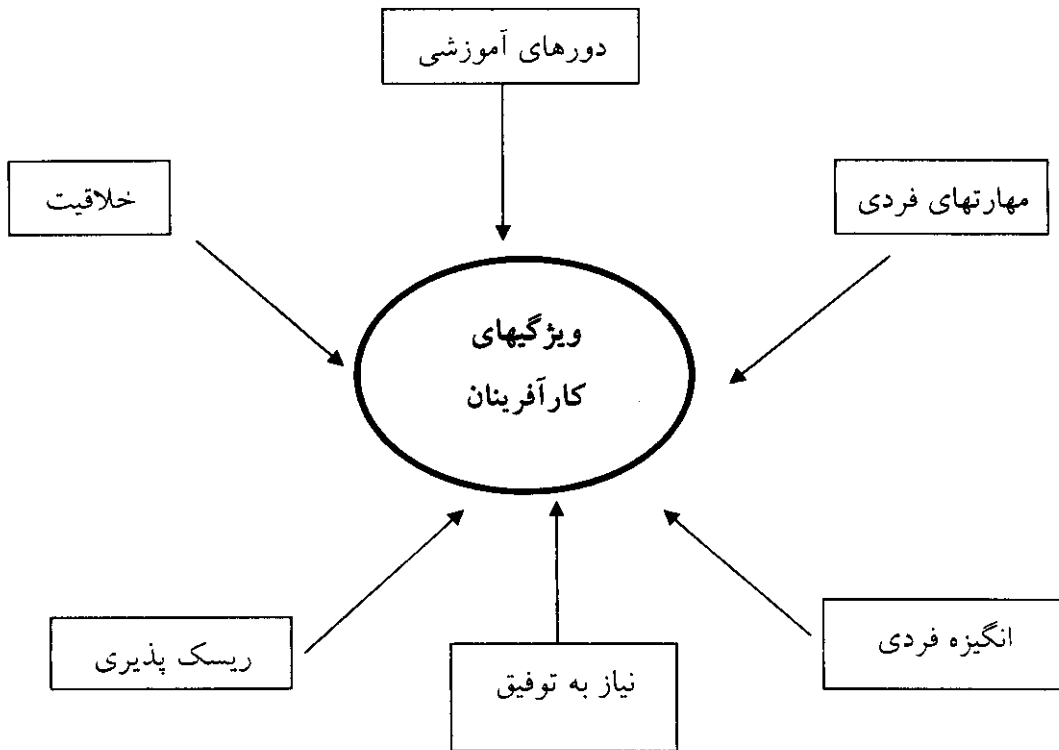 دورهای آموزشی
مهارتهای فردی
خلاقیت
ویژگیهای
کارآفرینان
انگیزه فردی
نیاز به توفیق
ریسک پذیری